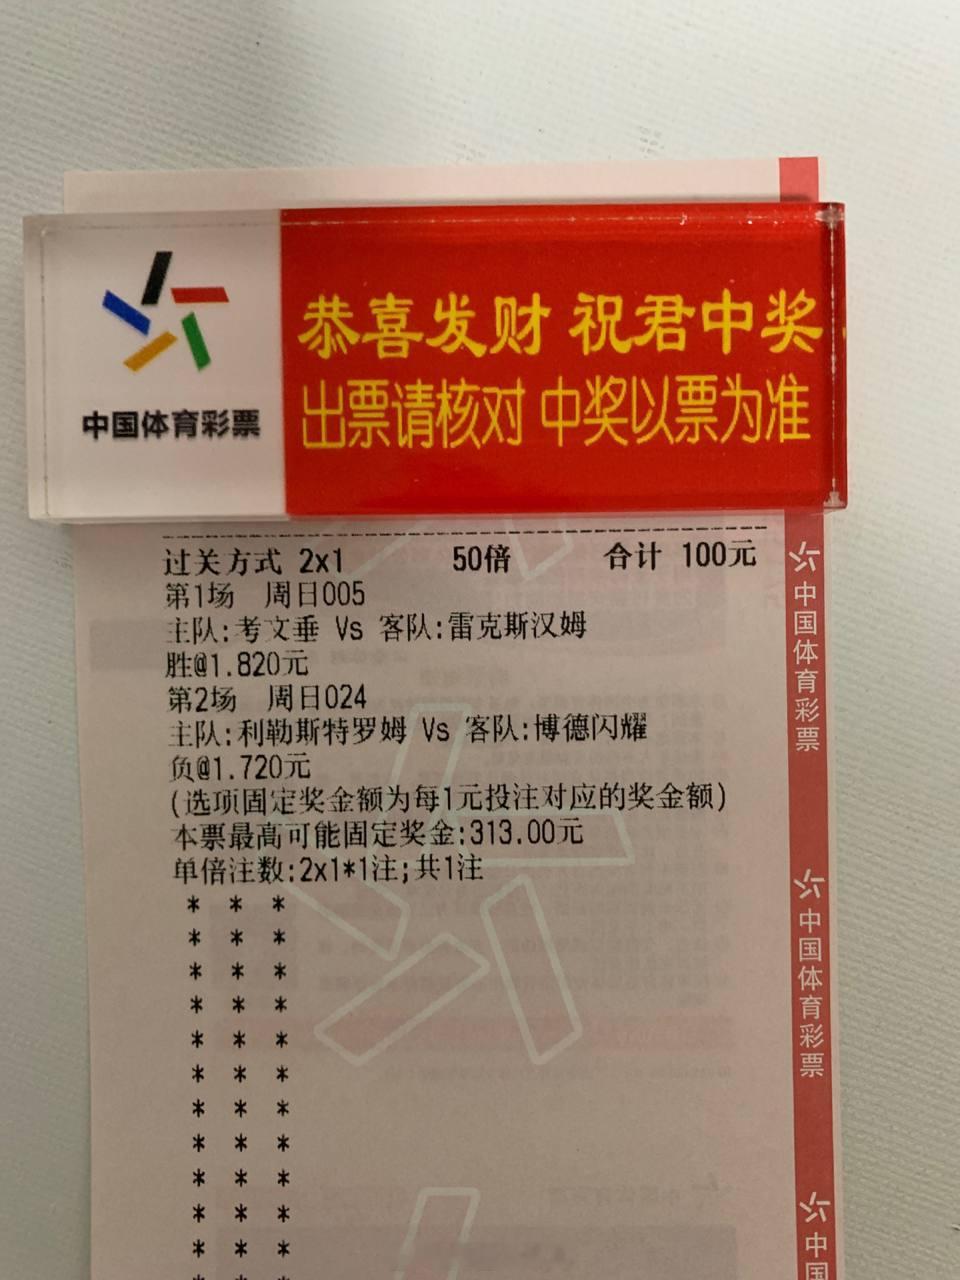 恭喜发财 祝君中奖
出票请核对 中奖以票为准
中国体育彩票
过关方式 2x1 50倍 合计 100元
第1场 周日005
主队:考文垂 Vs 客队:雷克斯汉姆
胜@1.820元
第2场 周日024
主队:利勒斯特罗姆 Vs 客队:博德闪耀
负@1.720元
(选项固定奖金额为每1元投注对应的奖金额)
本票最高可能固定奖金:313.00元
单倍注数:2x1*1注;共1注
* * *
* * *
* * *
* * *
* * *
* * *
* * *
* * *
* * *
* * *
* * *
* * *
中国体育彩票
中国体育彩票
中国